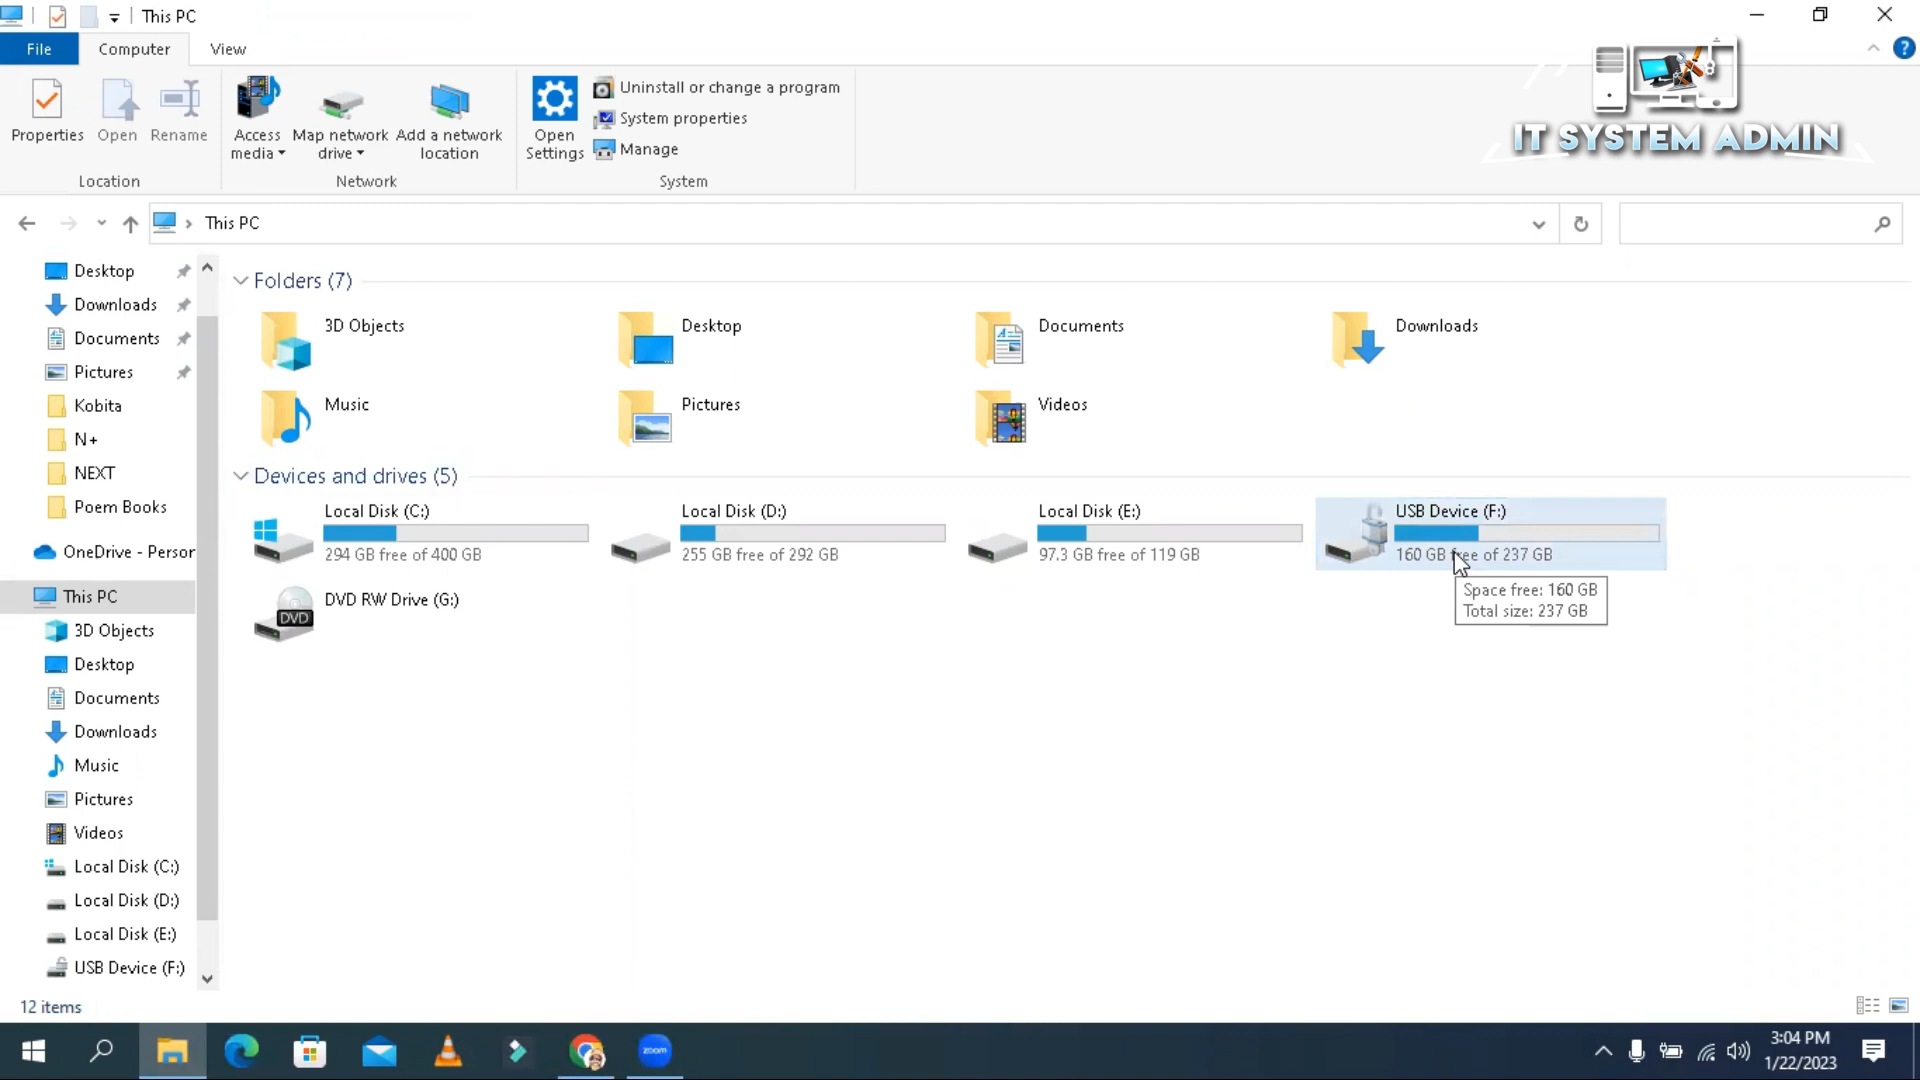 This PC
File
Computer
View
Properties
Open
Rename
Access media
Map network drive
Add a network location
Open Settings
Uninstall or change a program
System properties
Manage
Location
Network
System
IT SYSTEM ADMIN
This PC
Desktop
Downloads
Documents
Pictures
Kobita
N+
NEXT
Poem Books
OneDrive - Person
This PC
3D Objects
Desktop
Documents
Downloads
Music
Pictures
Videos
Local Disk (C:)
Local Disk (D:)
Local Disk (E:)
USB Device (F:)
Folders (7)
3D Objects
Desktop
Documents
Downloads
Music
Pictures
Videos
Devices and drives (5)
Local Disk (C:)
294 GB free of 400 GB
Local Disk (D:)
255 GB free of 292 GB
Local Disk (E:)
97.3 GB free of 119 GB
USB Device (F:)
160 GB free of 237 GB
Space free: 160 GB
Total size: 237 GB
DVD RW Drive (G:)
DVD
12 items
zoom
3:04 PM
1/22/2023